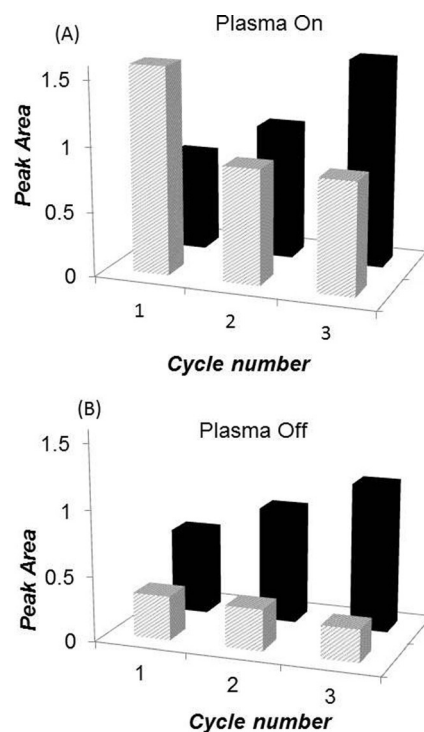 (A)
Plasma On
Peak Area
1.5
1
0.5
0
1
2
3
Cycle number
(B)
Plasma Off
Peak Area
1.5
1
0.5
0
1
2
3
Cycle number